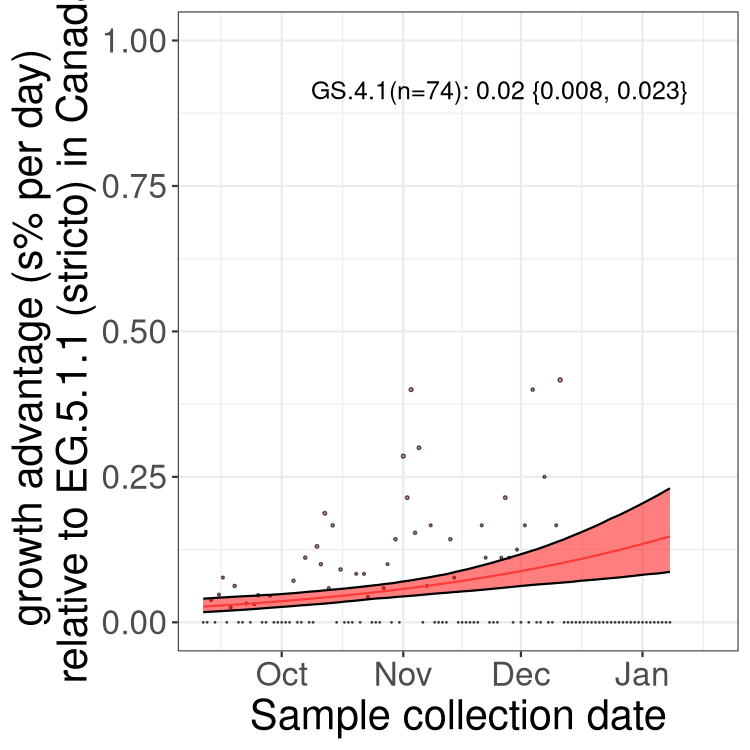 growth advantage (s% per day)
relative to EG.5.1.1 (stricto) in Canada
1.00
0.75
0.50
0.25
0.00
GS.4.1(n=74): 0.02 {0.008, 0.023}
Oct Nov Dec Jan
Sample collection date